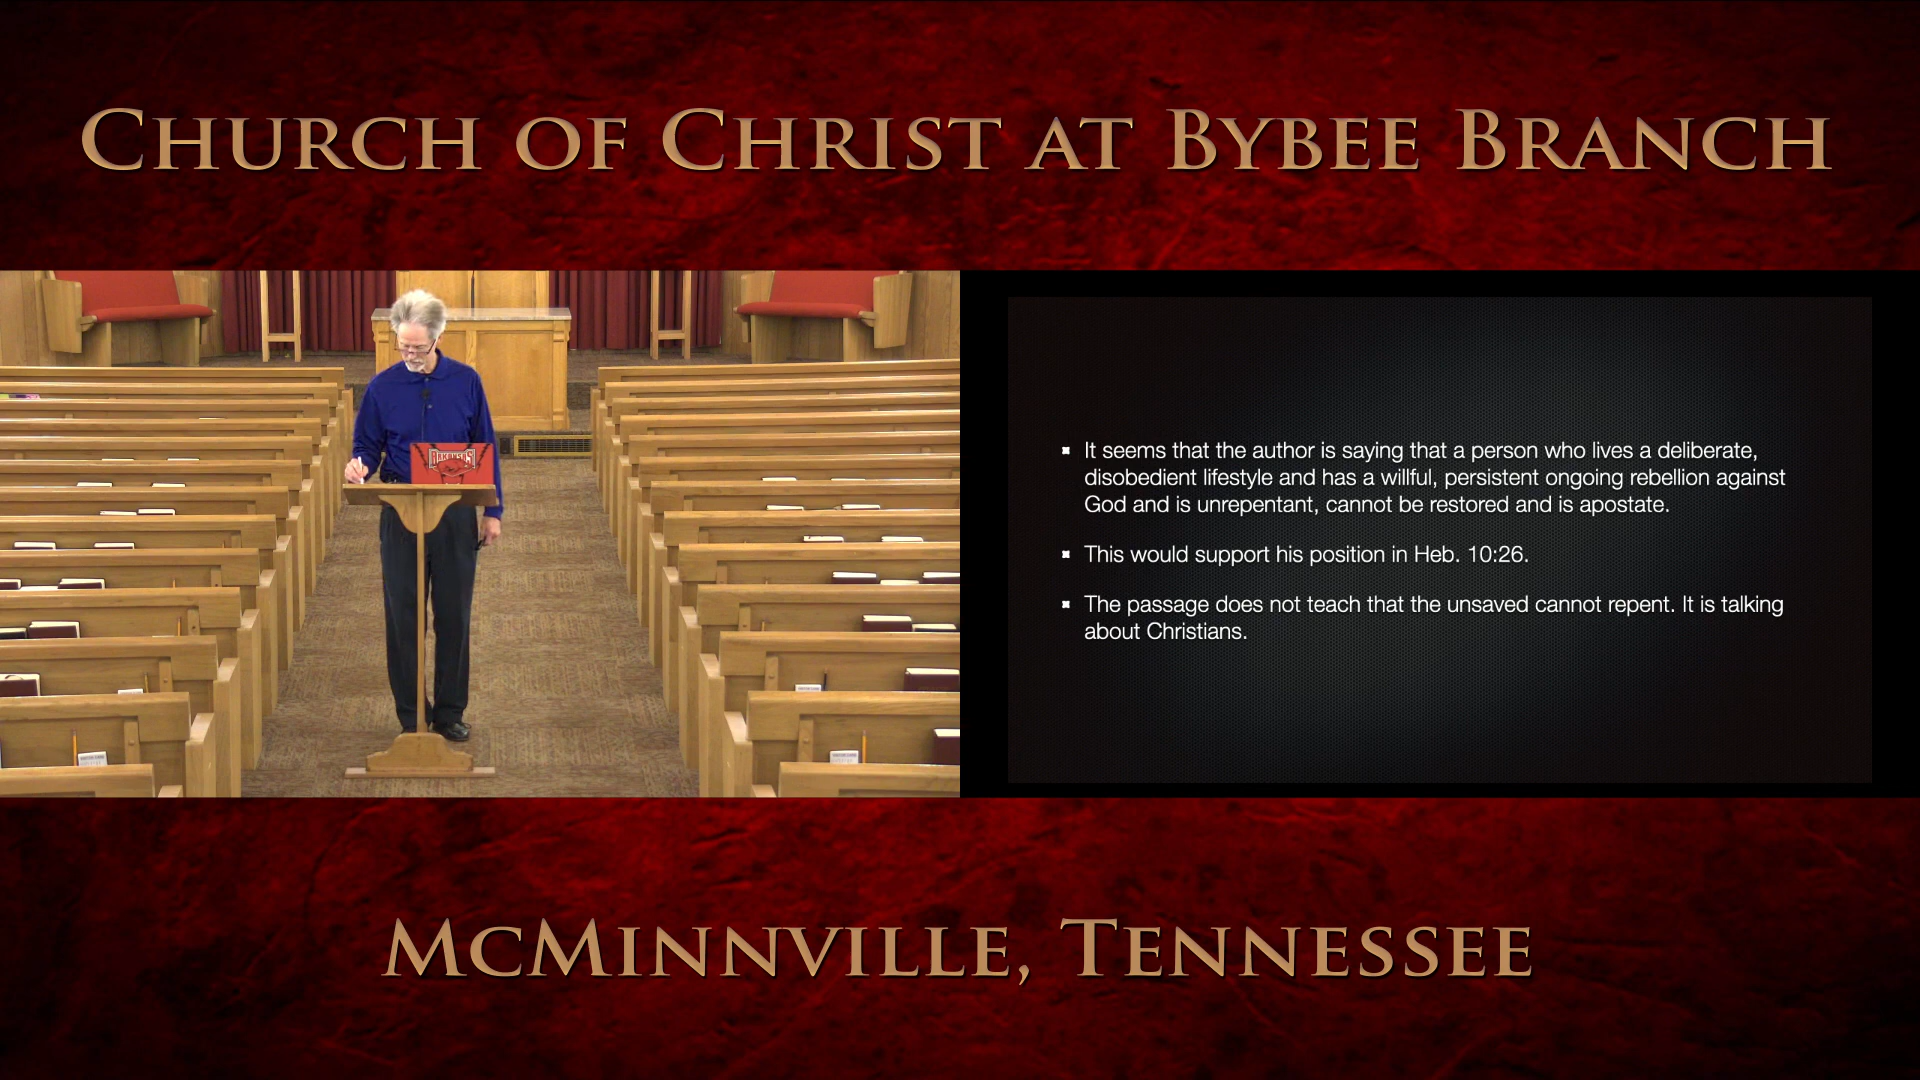 Church of Christ at Bybee Branch
ARKANSAS
It seems that the author is saying that a person who lives a deliberate,
disobedient lifestyle and has a willful, persistent ongoing rebellion against
God and is unrepentant, cannot be restored and is apostate.
This would support his position in Heb. 10:26.
The passage does not teach that the unsaved cannot repent. It is talking
about Christians.
McMinnville, Tennessee